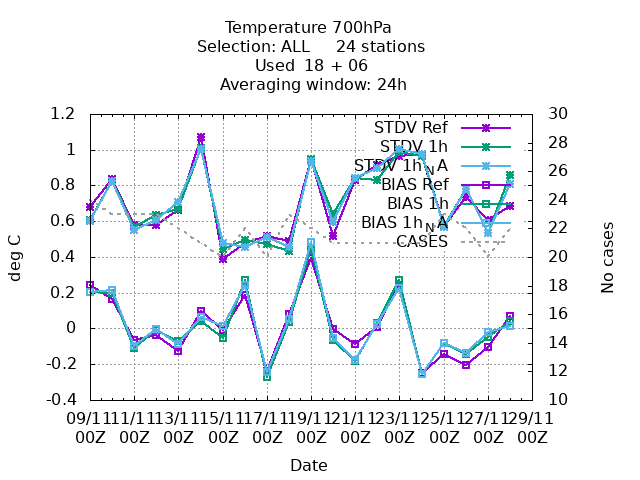 Temperature 700hPa
Selection: ALL     24 stations
Used  18 + 06
Averaging window: 24h
1.2
1
0.8
0.6
0.4
0.2
0
-0.2
-0.4
30
28
26
24
22
20
18
16
14
12
10
deg C
No cases
STDV Ref
STDV 1h
STDV 1h_NA
BIAS Ref
BIAS 1h
BIAS 1h_NA
CASES
09/11 11/11 13/11 15/11 17/11 19/11 21/11 23/11 25/11 27/11 29/11
00Z 00Z 00Z 00Z 00Z 00Z 00Z 00Z 00Z 00Z 00Z
Date